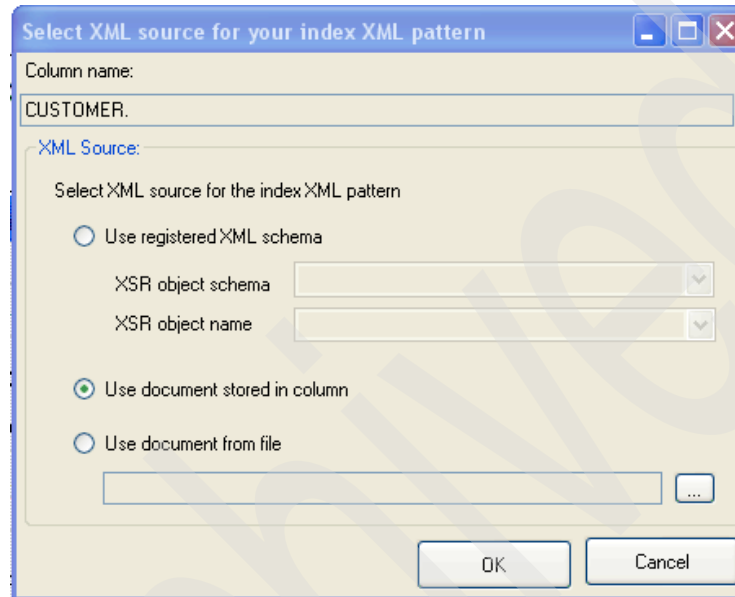 Select XML source for your index XML pattern
Column name:
CUSTOMER.
XML Source:
Select XML source for the index XML pattern
Use registered XML schema
XSR object schema
XSR object name
Use document stored in column
Use document from file
...
OK Cancel